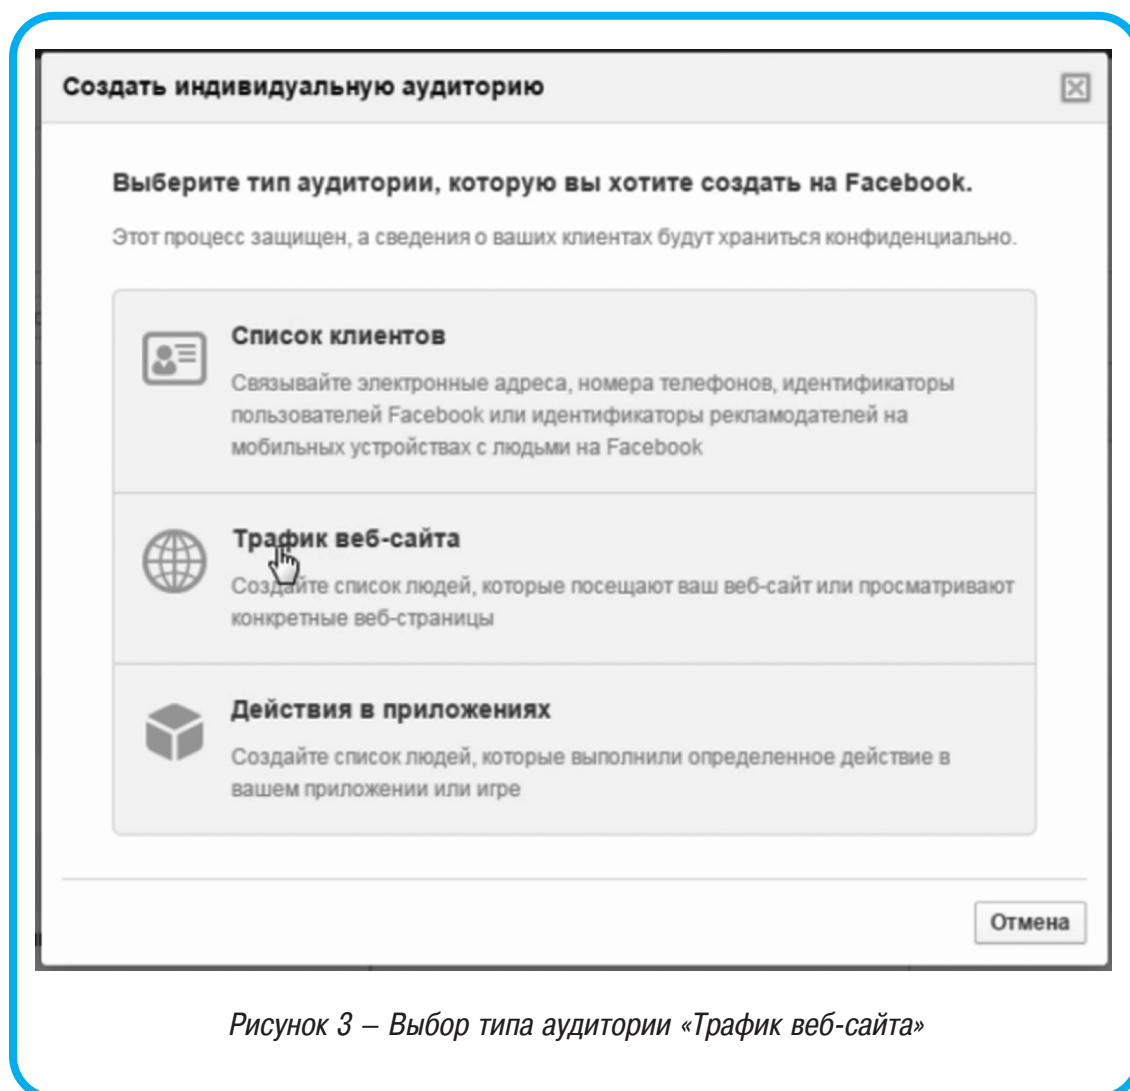 Создать индивидуальную аудиторию
Выберите тип аудитории, которую вы хотите создать на Facebook.
Этот процесс защищен, а сведения о ваших клиентах будут храниться конфиденциально.
Список клиентов
Связывайте электронные адреса, номера телефонов, идентификаторы
пользователей Facebook или идентификаторы рекламодателей на
мобильных устройствах с людьми на Facebook
Трафик веб-сайта
Создайте список людей, которые посещают ваш веб-сайт или просматривают
конкретные веб-страницы
Действия в приложениях
Создайте список людей, которые выполнили определенное действие в
вашем приложении или игре
Отмена
Рисунок 3 – Выбор типа аудитории «Трафик веб-сайта»